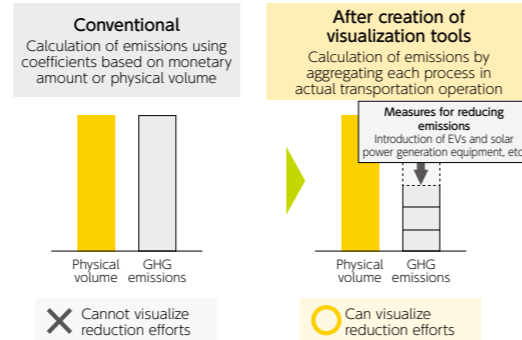 Conventional
Calculation of emissions using
coefficients based on monetary
amount or physical volume
Physical
volume
GHG
emissions
Cannot visualize
reduction efforts
After creation of
visualization tools
Calculation of emissions by
aggregating each process in
actual transportation operation
Measures for reducing
emissions
Introduction of EVs and solar
power generation equipment, etc
Physical
volume
GHG
emissions
Can visualize
reduction efforts